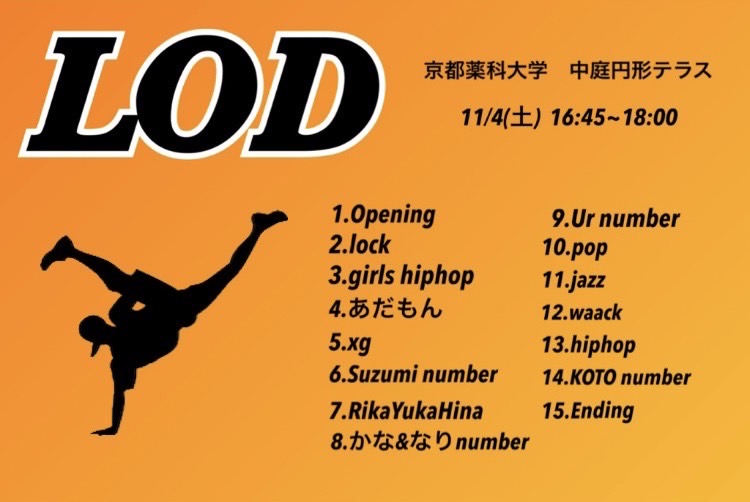 LOD
京都薬科大学　中庭円形テラス
11/4(土) 16:45~18:00
1.Opening
2.lock
3.girls hiphop
4.あだもん
5.xg
6.Suzumi number
7.RikaYukaHina
8.かな&なりnumber
9.Ur number
10.pop
11.jazz
12.waack
13.hiphop
14.KOTO number
15.Ending